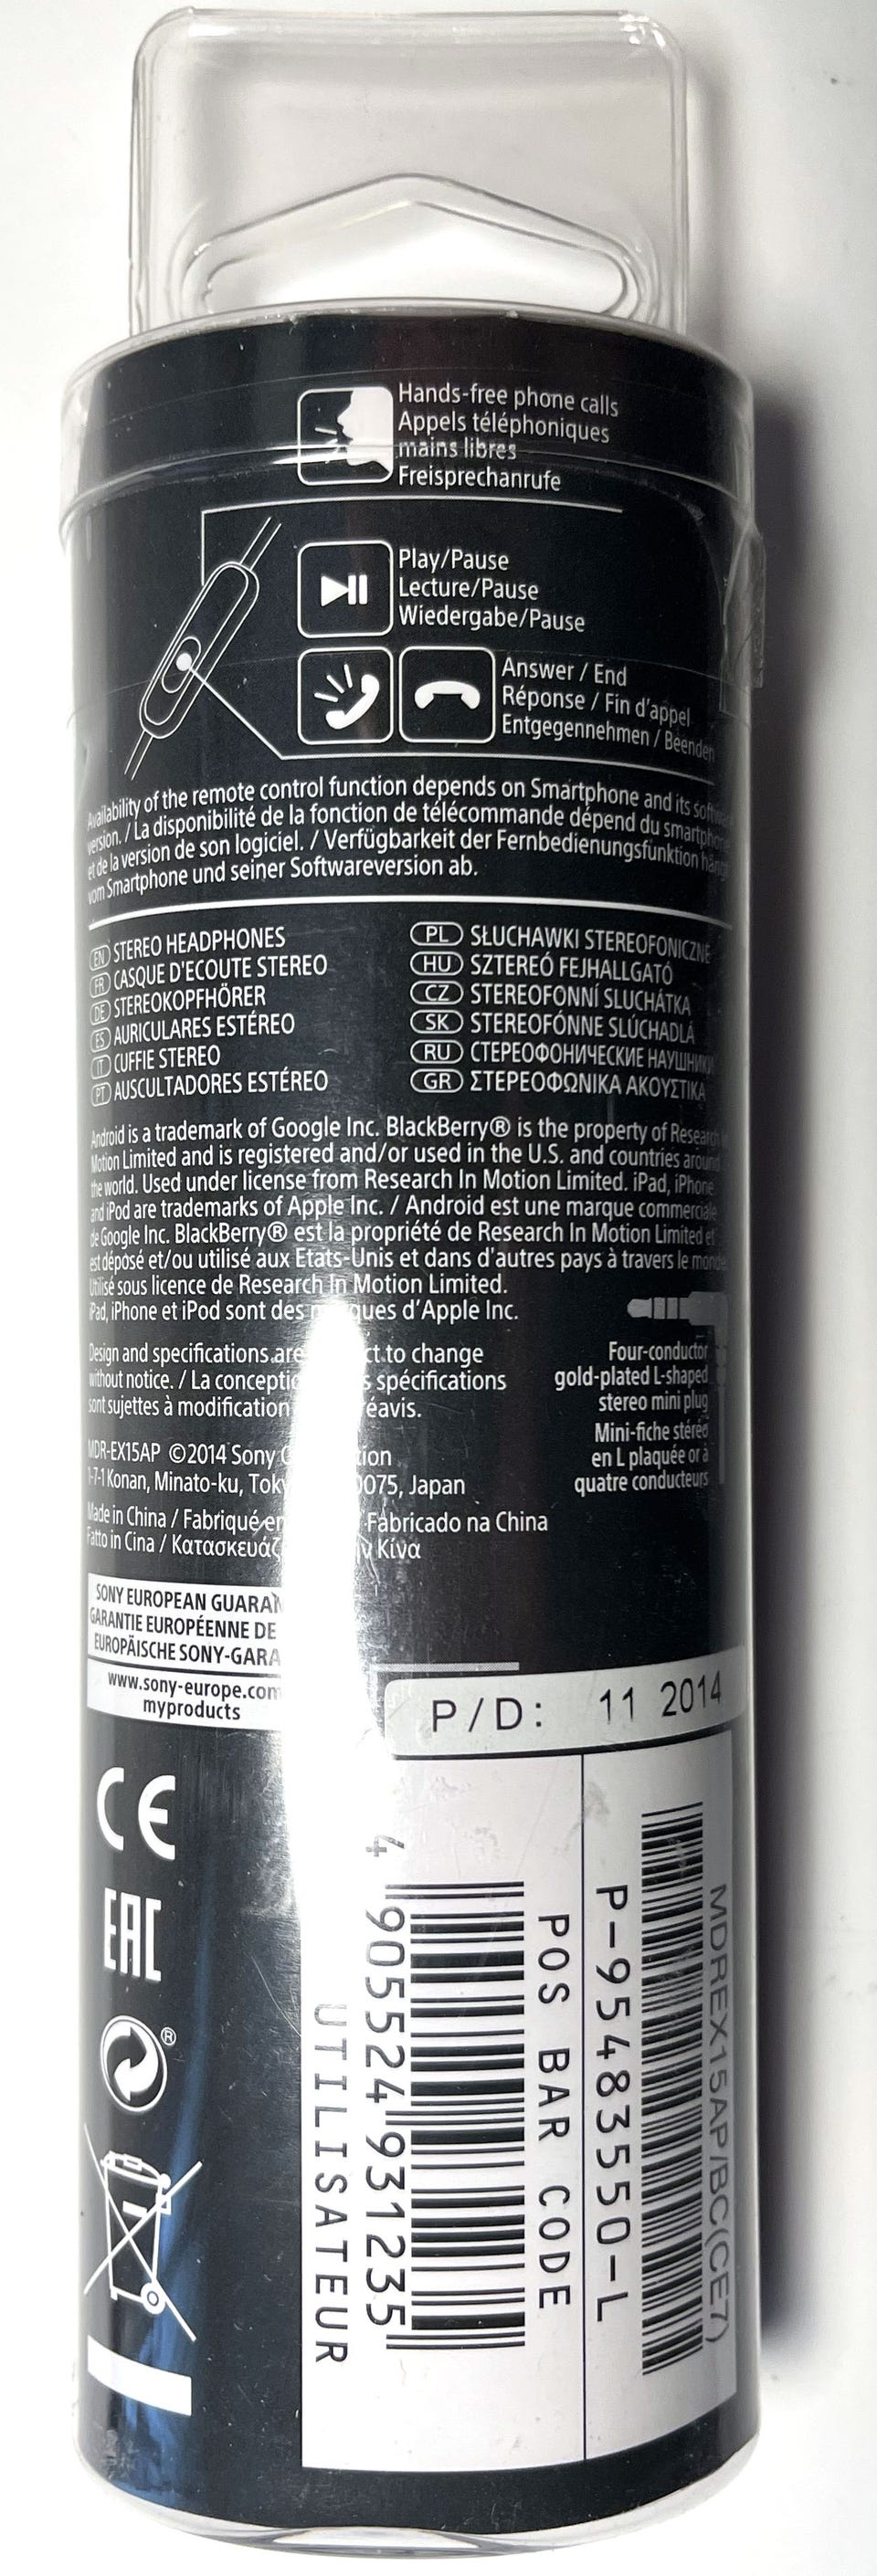 Hands-free phone calls
Appels téléphoniques
mains libres
Freisprechanrufe
Play/Pause
Lecture/Pause
Wiedergabe/Pause
Answer / End
Réponse / Fin d'appel
Entgegennehmen / Beenden
Availability of the remote control function depends on Smartphone and its
version. / La disponibilité de la fonction de télécommande dépend du
et de la version de son logiciel. / Verfügbarkeit der Fernbedienungsfunktion hängt
vom Smartphone und seiner Softwareversion ab.
EN STEREO HEADPHONES
FR CASQUE D'ECOUTE STEREO
DE STEREOKOPFHÖRER
ES AURICULARES ESTÉREO
IT CUFFIE STEREO
PT AUSCULTADORES ESTÉREO
PL SŁUCHAWKI STEREOFONICZNE
HU SZTEREÓ FEJHALLGATÓ
CZ STEREOFONNÍ SLUCHÁTKA
SK STEREOFÓNNE SLÚCHADLÁ
RU СТЕРЕОФОНИЧЕСКИЕ НАУШНИКИ
GR ΣΤΕΡΕΟΦΩΝΙΚΑ ΑΚΟΥΣΤΙΚΑ
Android is a trademark of Google Inc. BlackBerry® is the property of Research
Motion Limited and is registered and/or used in the U.S. and countries around
the world. Used under license from Research In Motion Limited. iPad, iPhone
and iPod are trademarks of Apple Inc. / Android est une marque commerciale
de Google Inc. BlackBerry® est la propriété de Research In Motion Limited et
est déposé et/ou utilisé aux Etats-Unis et dans d'autres pays à travers le monde.
Utilisé sous licence de Research In Motion Limited.
iPad, iPhone et iPod sont des d'Apple Inc.
Design and specifications are to change
without notice. / La spécifications
sont sujettes à
Four-conductor
gold-plated L-shaped
stereo mini plug
Mini-fiche stéréo
en L plaquée or à
quatre conducteurs
MDR-EX15AP ©2014 Sony
1-7-1 Konan, Minato-ku, Japan
Made in China / Fabriqué en Fabricado na China
Fatto in Cina / Κίνα
SONY EUROPEAN
GARANTIE EUROPÉENNE DE
EUROPÄISCHE
www.sony-europe.com
myproducts
P/D: 11 2014
CE
EAC
®
MDREX15AP/BC(CE7)
P-95483550-L
POS BAR CODE
4 905524 931235
UTILISATEUR